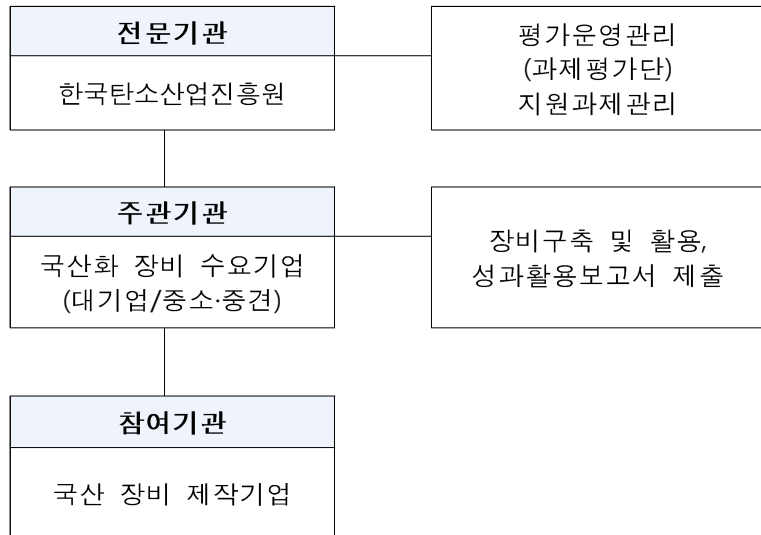 전문기관
한국탄소산업진흥원
평가운영관리
(과제평가단)
지원과제관리
주관기관
국산화 장비 수요기업
(대기업/중소·중견)
장비구축 및 활용,
성과활용보고서 제출
참여기관
국산 장비 제작기업